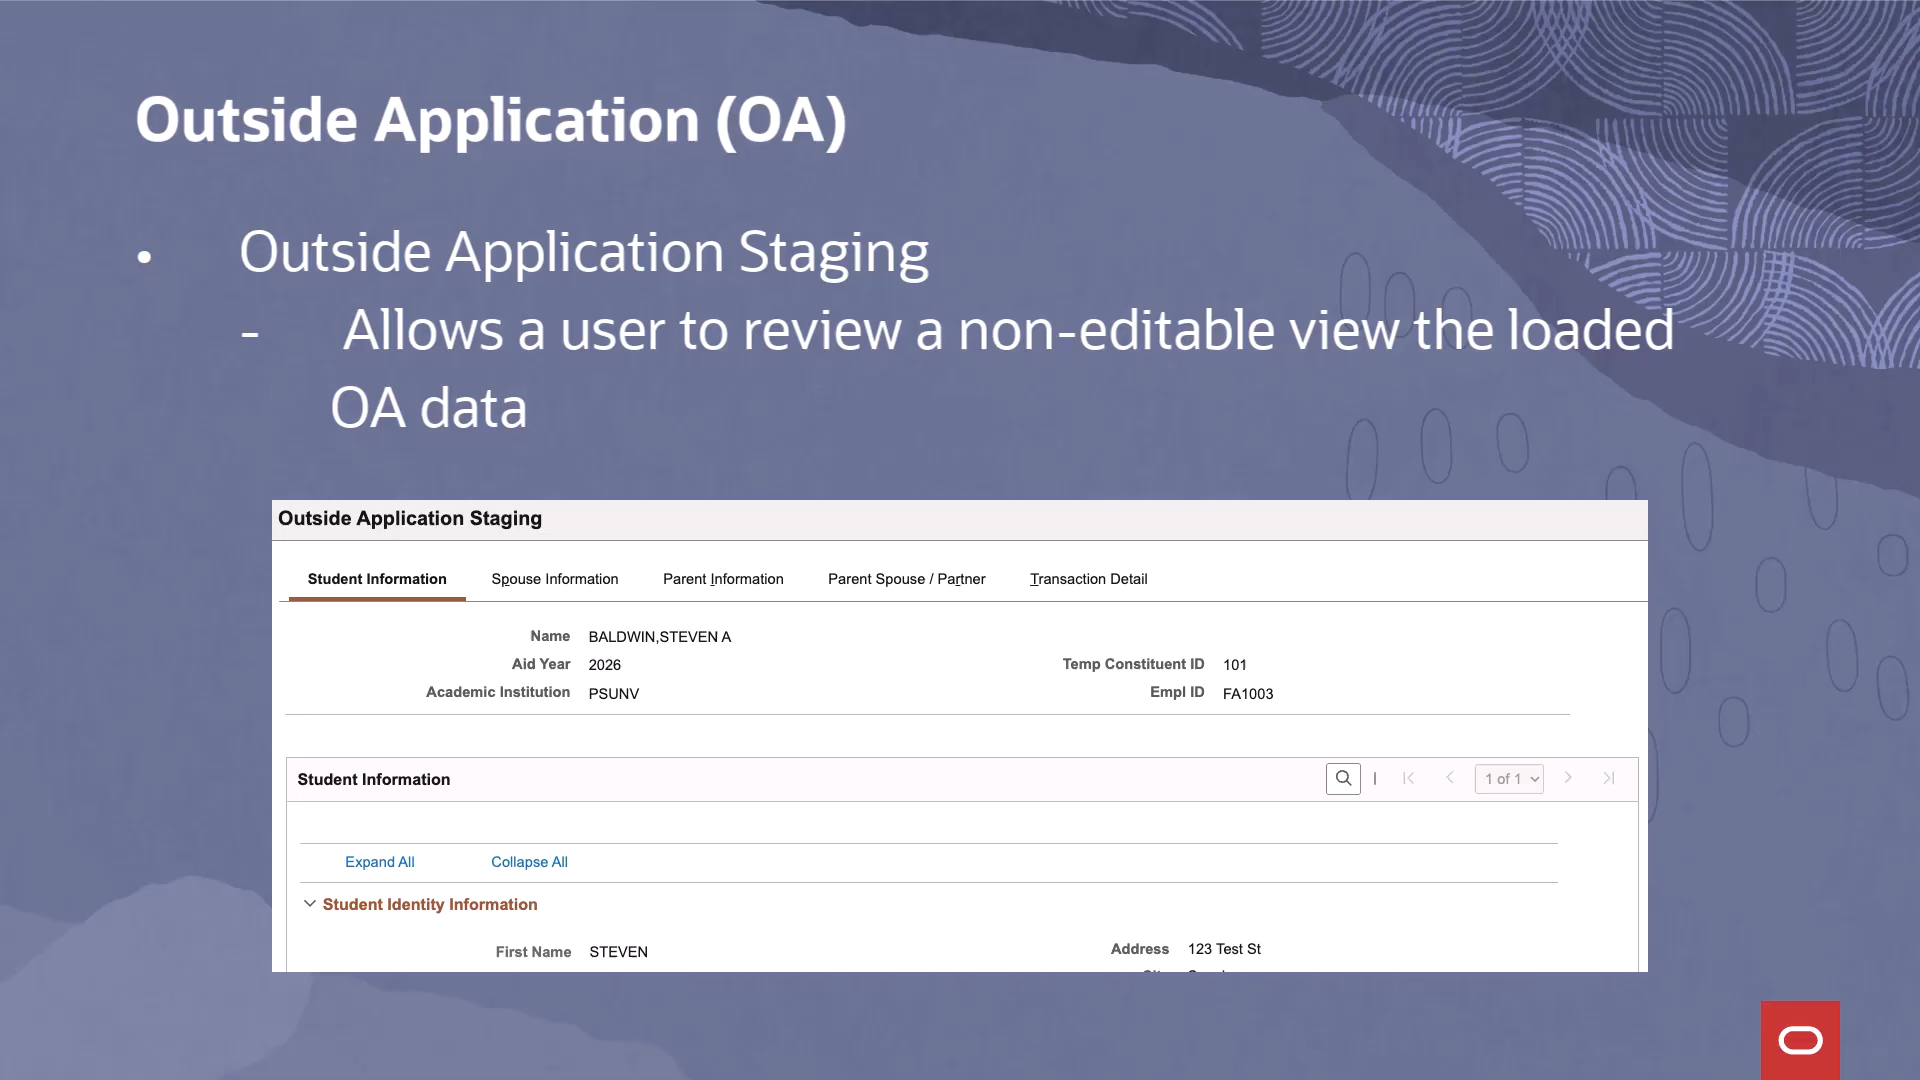 Outside Application (OA)
• Outside Application Staging
- Allows a user to review a non-editable view the loaded
OA data
Outside Application Staging
Student Information Spouse Information Parent Information Parent Spouse / Partner Transaction Detail
Name BALDWIN,STEVEN A
Aid Year 2026 Temp Constituent ID 101
Academic Institution PSUNV Empl ID FA1003
Student Information | 1 of 1
Expand All Collapse All
Student Identity Information
First Name STEVEN Address 123 Test St